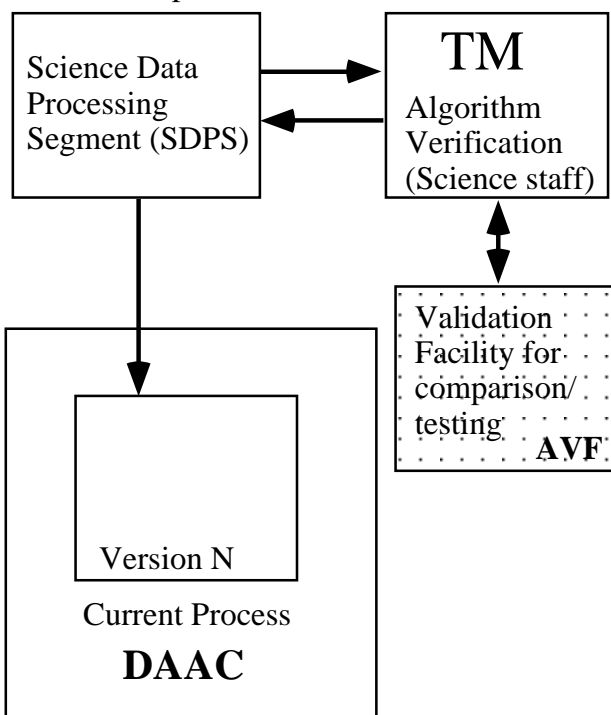 Science Data
Processing
Segment (SDPS)
TM
Algorithm
Verification
(Science staff)
Validation
Facility for
comparison/
testing
AVF
Version N
Current Process
DAAC